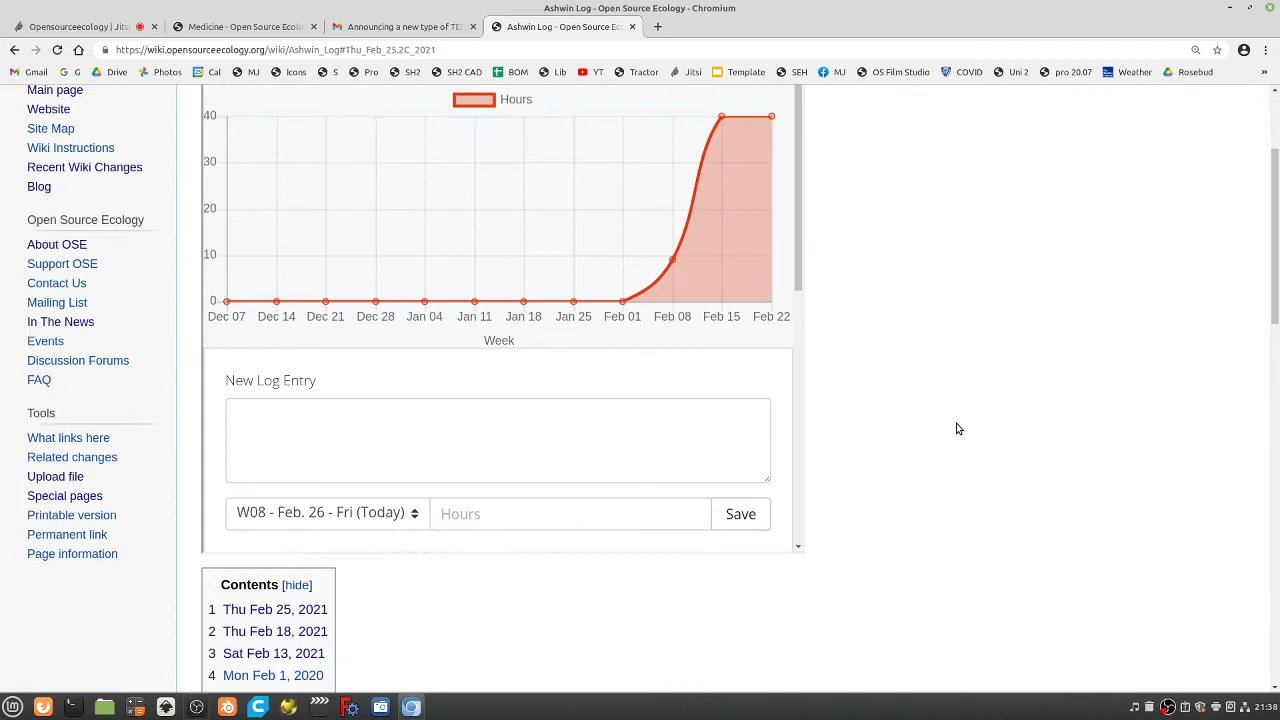 Ashwin Log - Open Source Ecology - Chromium
Opensourceecology | Jits
Medicine - Open Source Ecolo
Announcing a new type of TE
Ashwin Log - Open Source Ec
https://wiki.opensourceecology.org/wiki/Ashwin_Log#Thu_Feb_25.2C_2021
Gmail G Drive Photos Cal MJ Icons S Pro SH2 SH2 CAD BOM Lib YT Tractor Jitsi Template SEH MJ OS Film Studio COVID Uni 2 pro 20.07 Weather Rosebud »
Main page
Website
Site Map
Wiki Instructions
Recent Wiki Changes
Blog
Open Source Ecology
About OSE
Support OSE
Contact Us
Mailing List
In The News
Events
Discussion Forums
FAQ
Tools
What links here
Related changes
Upload file
Special pages
Printable version
Permanent link
Page information
Hours
40
30
20
10
0
Dec 07 Dec 14 Dec 21 Dec 28 Jan 04 Jan 11 Jan 18 Jan 25 Feb 01 Feb 08 Feb 15 Feb 22
Week
New Log Entry
W08 - Feb. 26 - Fri (Today) Hours Save
Contents [hide]
1 Thu Feb 25, 2021
2 Thu Feb 18, 2021
3 Sat Feb 13, 2021
4 Mon Feb 1, 2020
21:38